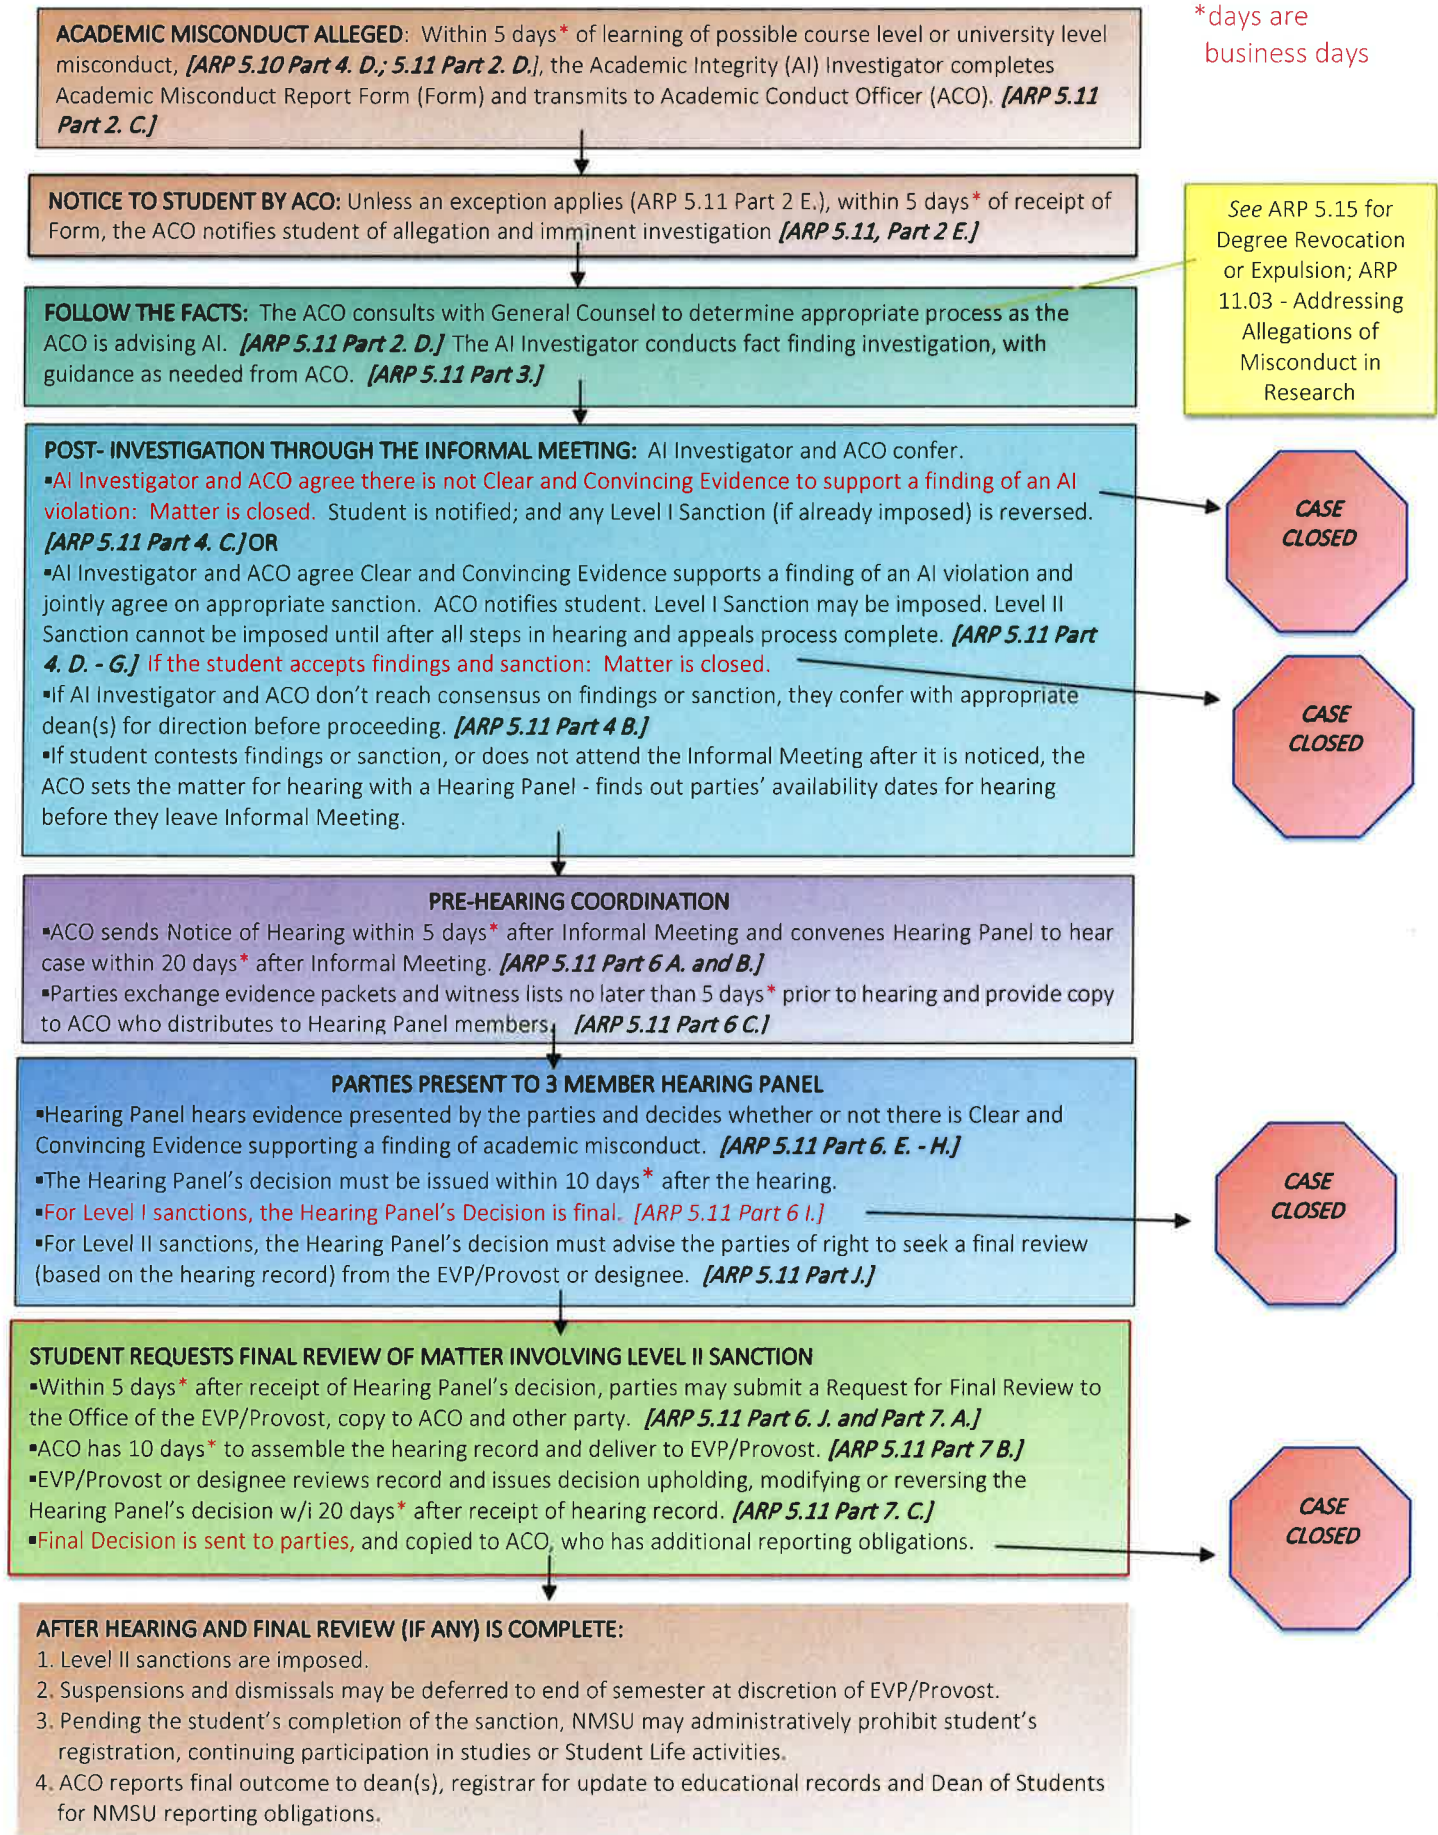 *days are
business days
ACADEMIC MISCONDUCT ALLEGED: Within 5 days* of learning of possible course level or university level
misconduct, [ARP 5.10 Part 4. D.; 5.11 Part 2. D.], the Academic Integrity (AI) Investigator completes
Academic Misconduct Report Form (Form) and transmits to Academic Conduct Officer (ACO). [ARP 5.11
Part 2. C.]
NOTICE TO STUDENT BY ACO: Unless an exception applies (ARP 5.11 Part 2 E.), within 5 days* of receipt of
Form, the ACO notifies student of allegation and imminent investigation [ARP 5.11, Part 2 E.]
See ARP 5.15 for
Degree Revocation
or Expulsion; ARP
11.03 - Addressing
Allegations of
Misconduct in
Research
FOLLOW THE FACTS: The ACO consults with General Counsel to determine appropriate process as the
ACO is advising AI. [ARP 5.11 Part 2. D.] The AI Investigator conducts fact finding investigation, with
guidance as needed from ACO. [ARP 5.11 Part 3.]
POST- INVESTIGATION THROUGH THE INFORMAL MEETING: AI Investigator and ACO confer.
▪AI Investigator and ACO agree there is not Clear and Convincing Evidence to support a finding of an AI
violation: Matter is closed. Student is notified; and any Level I Sanction (if already imposed) is reversed.
[ARP 5.11 Part 4. C.] OR
▪AI Investigator and ACO agree Clear and Convincing Evidence supports a finding of an AI violation and
jointly agree on appropriate sanction. ACO notifies student. Level I Sanction may be imposed. Level II
Sanction cannot be imposed until after all steps in hearing and appeals process complete. [ARP 5.11 Part
4. D. - G.] If the student accepts findings and sanction: Matter is closed.
▪If AI Investigator and ACO don't reach consensus on findings or sanction, they confer with appropriate
dean(s) for direction before proceeding. [ARP 5.11 Part 4 B.]
▪If student contests findings or sanction, or does not attend the Informal Meeting after it is noticed, the
ACO sets the matter for hearing with a Hearing Panel - finds out parties' availability dates for hearing
before they leave Informal Meeting.
CASE
CLOSED
CASE
CLOSED
PRE-HEARING COORDINATION
▪ACO sends Notice of Hearing within 5 days* after Informal Meeting and convenes Hearing Panel to hear
case within 20 days* after Informal Meeting. [ARP 5.11 Part 6 A. and B.]
▪Parties exchange evidence packets and witness lists no later than 5 days* prior to hearing and provide copy
to ACO who distributes to Hearing Panel members. [ARP 5.11 Part 6 C.]
PARTIES PRESENT TO 3 MEMBER HEARING PANEL
▪Hearing Panel hears evidence presented by the parties and decides whether or not there is Clear and
Convincing Evidence supporting a finding of academic misconduct. [ARP 5.11 Part 6. E. - H.]
▪The Hearing Panel's decision must be issued within 10 days* after the hearing.
▪For Level I sanctions, the Hearing Panel's Decision is final. [ARP 5.11 Part 6 I.]
▪For Level II sanctions, the Hearing Panel's decision must advise the parties of right to seek a final review
(based on the hearing record) from the EVP/Provost or designee. [ARP 5.11 Part J.]
CASE
CLOSED
STUDENT REQUESTS FINAL REVIEW OF MATTER INVOLVING LEVEL II SANCTION
▪Within 5 days* after receipt of Hearing Panel's decision, parties may submit a Request for Final Review to
the Office of the EVP/Provost, copy to ACO and other party. [ARP 5.11 Part 6. J. and Part 7. A.]
▪ACO has 10 days* to assemble the hearing record and deliver to EVP/Provost. [ARP 5.11 Part 7 B.]
▪EVP/Provost or designee reviews record and issues decision upholding, modifying or reversing the
Hearing Panel's decision w/i 20 days* after receipt of hearing record. [ARP 5.11 Part 7. C.]
▪Final Decision is sent to parties, and copied to ACO, who has additional reporting obligations.
CASE
CLOSED
AFTER HEARING AND FINAL REVIEW (IF ANY) IS COMPLETE:
1. Level II sanctions are imposed.
2. Suspensions and dismissals may be deferred to end of semester at discretion of EVP/Provost.
3. Pending the student's completion of the sanction, NMSU may administratively prohibit student's
registration, continuing participation in studies or Student Life activities.
4. ACO reports final outcome to dean(s), registrar for update to educational records and Dean of Students
for NMSU reporting obligations.